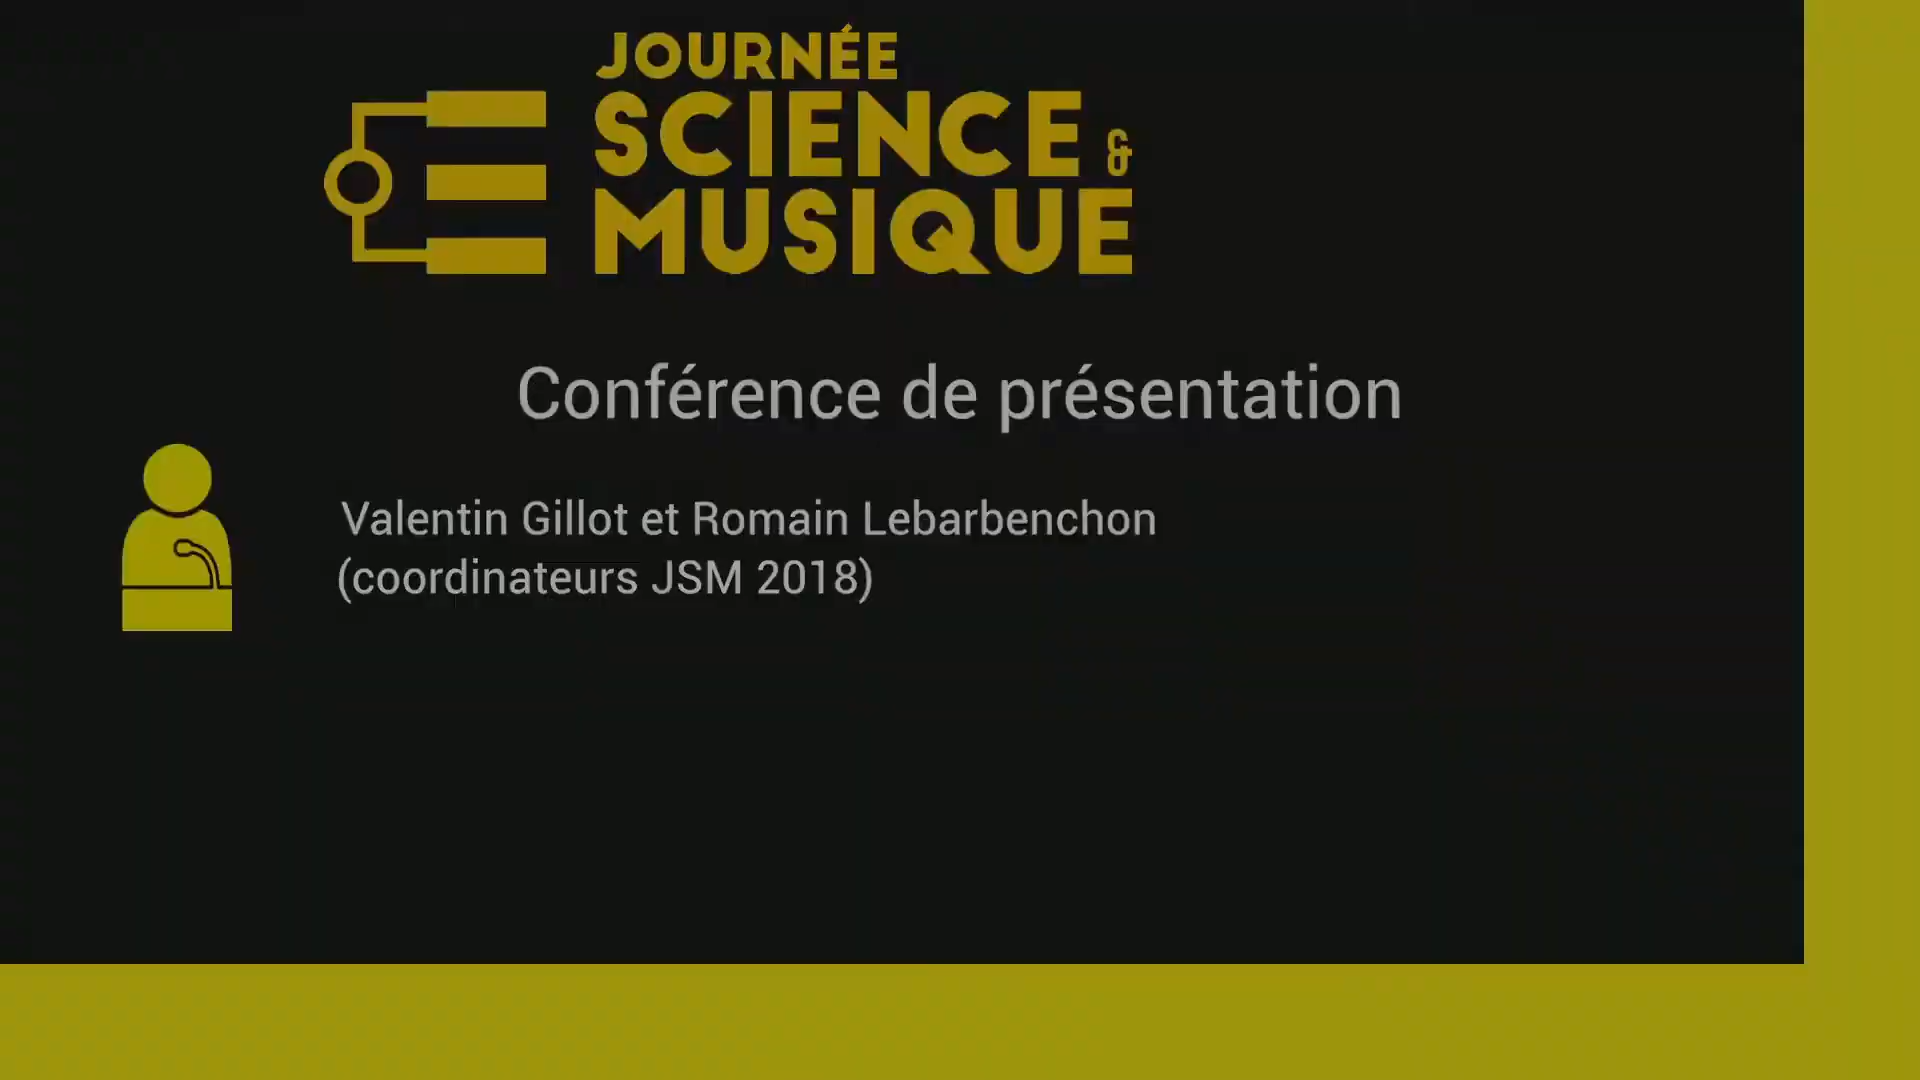 JOURNÉE
SCIENCE &
MUSIQUE
Conférence de présentation
Valentin Gillot et Romain Lebarbenchon
(coordinateurs JSM 2018)